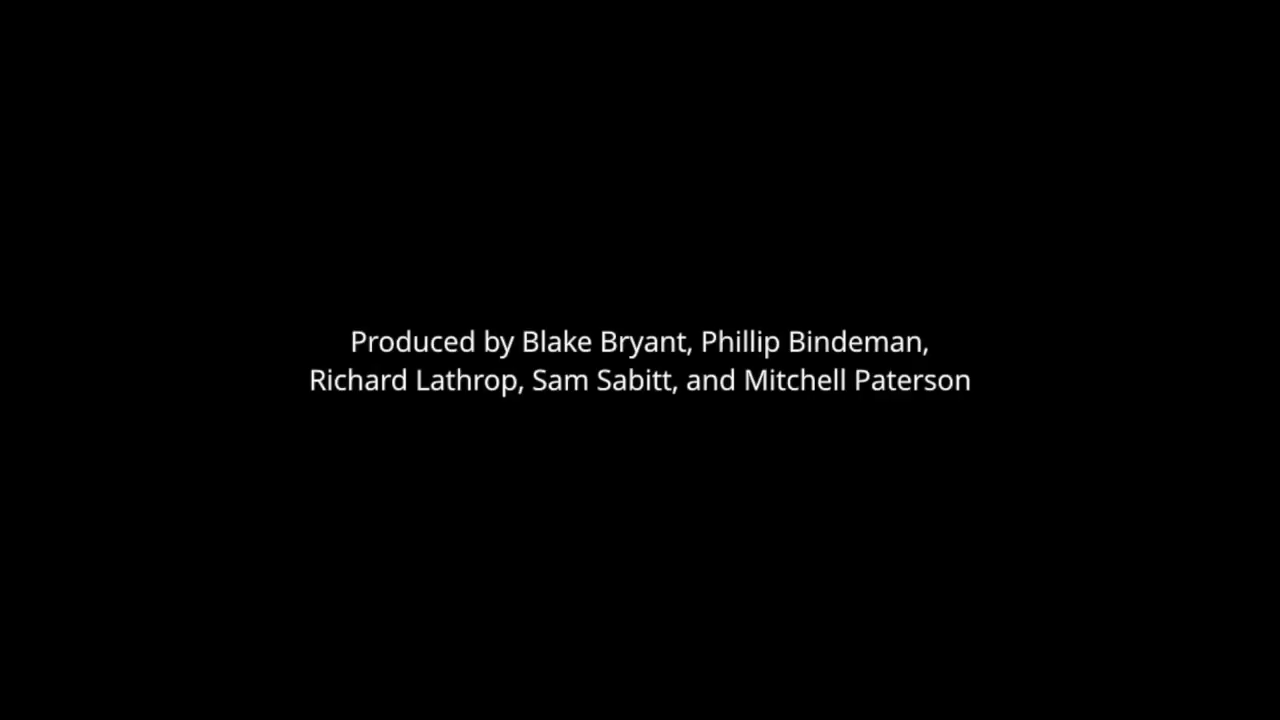 Produced by Blake Bryant, Phillip Bindeman,
Richard Lathrop, Sam Sabitt, and Mitchell Paterson